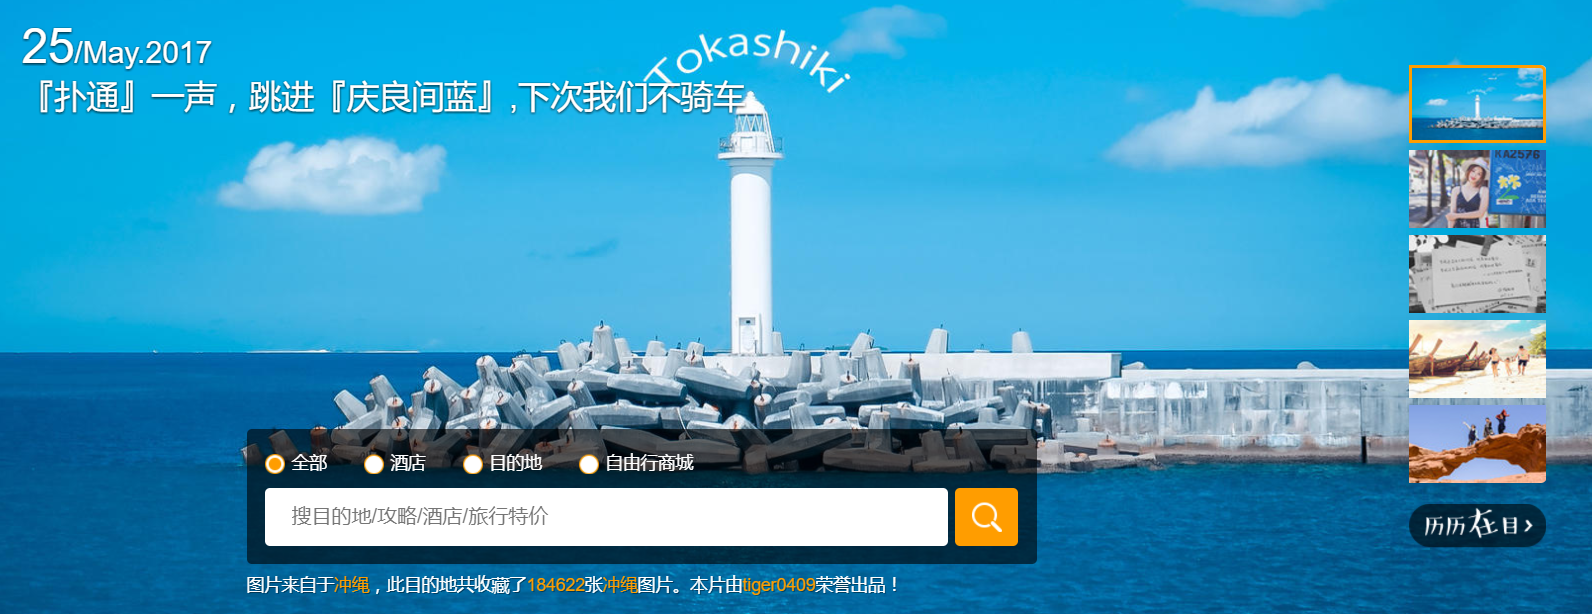 25/May.2017
Tokashiki
『扑通』一声，跳进『庆良间蓝』,下次我们不骑车
RA2576
全部 酒店 目的地 自由行商城
搜目的地/攻略/酒店/旅行特价
历历在目›
图片来自于冲绳，此目的地共收藏了184622张冲绳图片。本片由tiger0409荣誉出品！